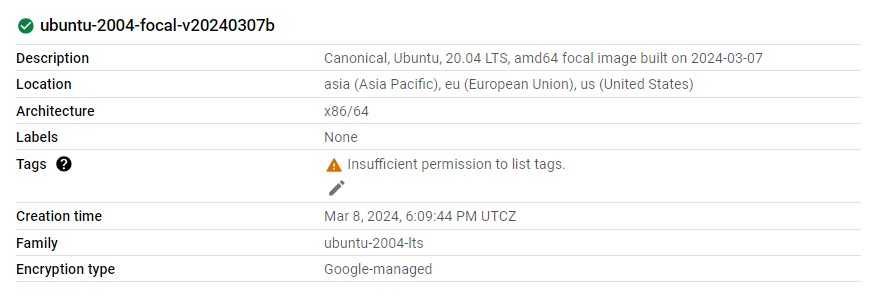 ubuntu-2004-focal-v20240307b
Description Canonical, Ubuntu, 20.04 LTS, amd64 focal image built on 2024-03-07
Location asia (Asia Pacific), eu (European Union), us (United States)
Architecture x86/64
Labels None
Tags ? Insufficient permission to list tags.
Creation time Mar 8, 2024, 6:09:44 PM UTCZ
Family ubuntu-2004-lts
Encryption type Google-managed